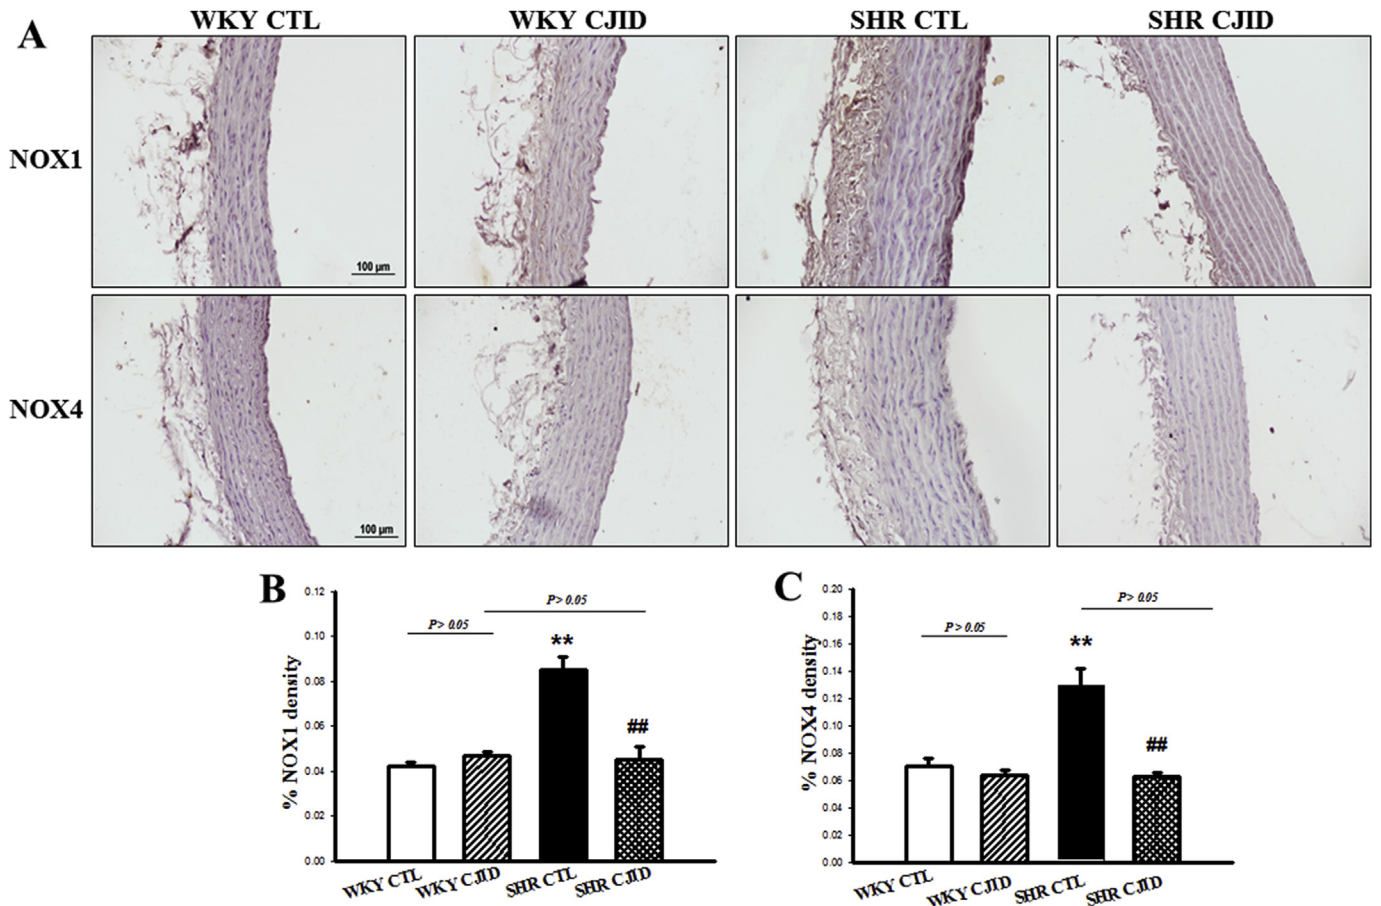 A
WKY CTL
WKY CJID
SHR CTL
SHR CJID
NOX1
100 µm
NOX4
100 µm
B
% NOX1 density
0.12
0.10
0.08
0.06
0.04
0.02
0.00
P > 0.05
P > 0.05
**
##
WKY CTL
WKY CJID
SHR CTL
SHR CJID
C
% NOX4 density
0.20
0.18
0.16
0.14
0.12
0.10
0.08
0.06
0.04
0.02
0.00
P > 0.05
P > 0.05
**
##
WKY CTL
WKY CJID
SHR CTL
SHR CJID